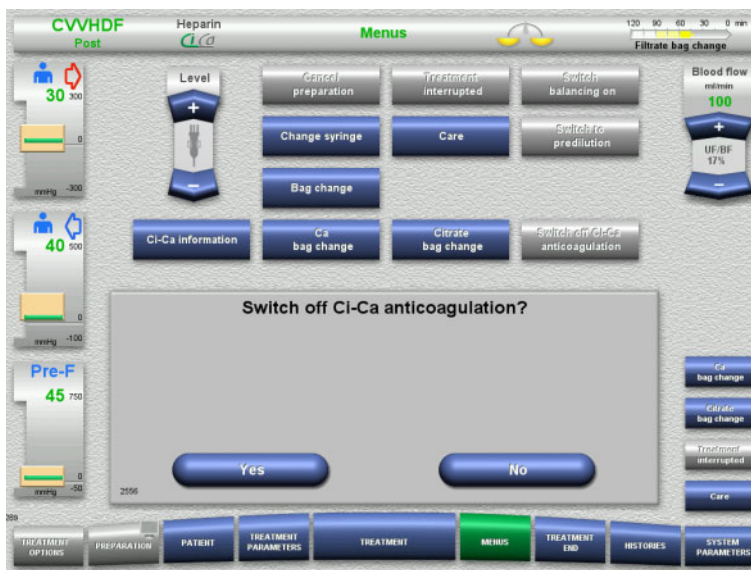 CVVHDF
Post
Heparin
CiCa
Menus
120 90 60 30 0 min
Filtrate bag change
30 300
0
mmHg -300
Level
+
−
Cancel
preparation
Treatment
interrupted
Switch
balancing on
Change syringe
Care
Switch to
predilution
Bag change
Blood flow
ml/min
100
+
UF/BF
17%
−
40 500
0
mmHg -100
Ci-Ca information
Ca
bag change
Citrate
bag change
Switch off Ci-Ca
anticoagulation
Switch off Ci-Ca anticoagulation?
Yes
No
2556
Pre-F
45 750
0
mmHg -50
Ca
bag change
Citrate
bag change
Treatment
interrupted
Care
TREATMENT
OPTIONS
PREPARATION
PATIENT
TREATMENT
PARAMETERS
TREATMENT
MENUS
TREATMENT
END
HISTORIES
SYSTEM
PARAMETERS